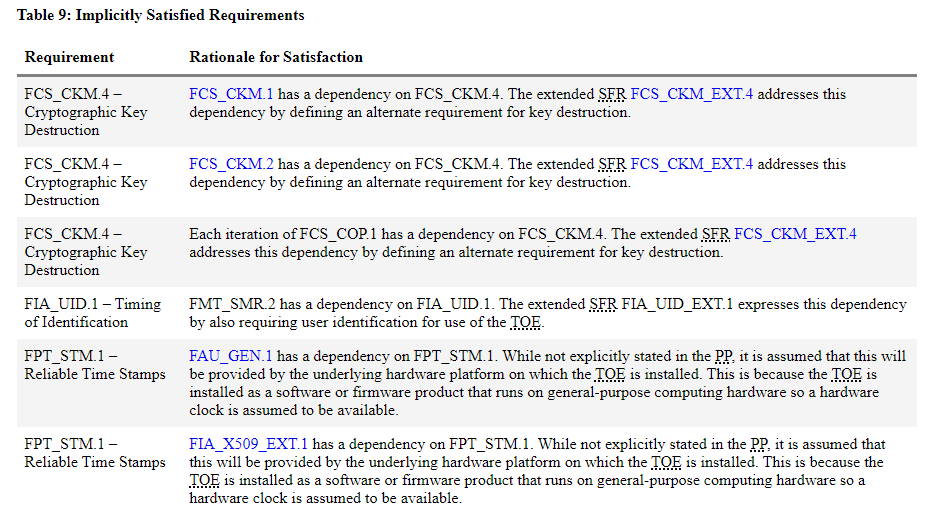 Table 9: Implicitly Satisfied Requirements
Requirement
Rationale for Satisfaction
FCS_CKM.4 –
Cryptographic Key
Destruction
FCS_CKM.1 has a dependency on FCS_CKM.4. The extended SFR FCS_CKM_EXT.4 addresses this
dependency by defining an alternate requirement for key destruction.
FCS_CKM.4 –
Cryptographic Key
Destruction
FCS_CKM.2 has a dependency on FCS_CKM.4. The extended SFR FCS_CKM_EXT.4 addresses this
dependency by defining an alternate requirement for key destruction.
FCS_CKM.4 –
Cryptographic Key
Destruction
Each iteration of FCS_COP.1 has a dependency on FCS_CKM.4. The extended SFR FCS_CKM_EXT.4
addresses this dependency by defining an alternate requirement for key destruction.
FIA_UID.1 – Timing
of Identification
FMT_SMR.2 has a dependency on FIA_UID.1. The extended SFR FIA_UID_EXT.1 expresses this dependency
by also requiring user identification for use of the TOE.
FPT_STM.1 –
Reliable Time Stamps
FAU_GEN.1 has a dependency on FPT_STM.1. While not explicitly stated in the PP, it is assumed that this will
be provided by the underlying hardware platform on which the TOE is installed. This is because the TOE is
installed as a software or firmware product that runs on general-purpose computing hardware so a hardware
clock is assumed to be available.
FPT_STM.1 –
Reliable Time Stamps
FIA_X509_EXT.1 has a dependency on FPT_STM.1. While not explicitly stated in the PP, it is assumed that
this will be provided by the underlying hardware platform on which the TOE is installed. This is because the
TOE is installed as a software or firmware product that runs on general-purpose computing hardware so a
hardware clock is assumed to be available.